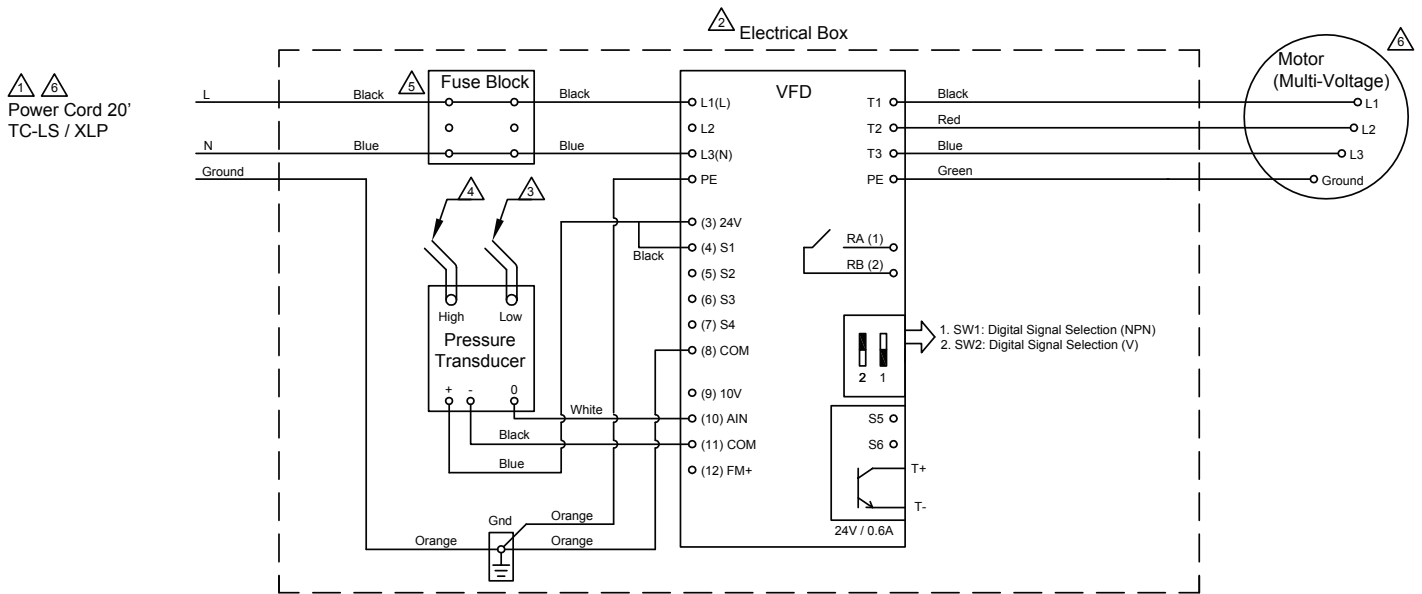 2
Electrical Box
1 6
Power Cord 20’
TC-LS / XLP
L
Black
5
Fuse Block
Black
N
Blue
Blue
Ground
4
3
High
Low
Pressure
Transducer
+ - 0
White
Black
Blue
Gnd
Orange
Orange
Orange
Black
VFD
L1(L)
L2
L3(N)
PE
(3) 24V
(4) S1
(5) S2
(6) S3
(7) S4
(8) COM
(9) 10V
(10) AIN
(11) COM
(12) FM+
T1
T2
T3
PE
RA (1)
RB (2)
2 1
S5
S6
T+
T-
24V / 0.6A
1. SW1: Digital Signal Selection (NPN)
2. SW2: Digital Signal Selection (V)
Black
Red
Blue
Green
6
Motor
(Multi-Voltage)
L1
L2
L3
Ground